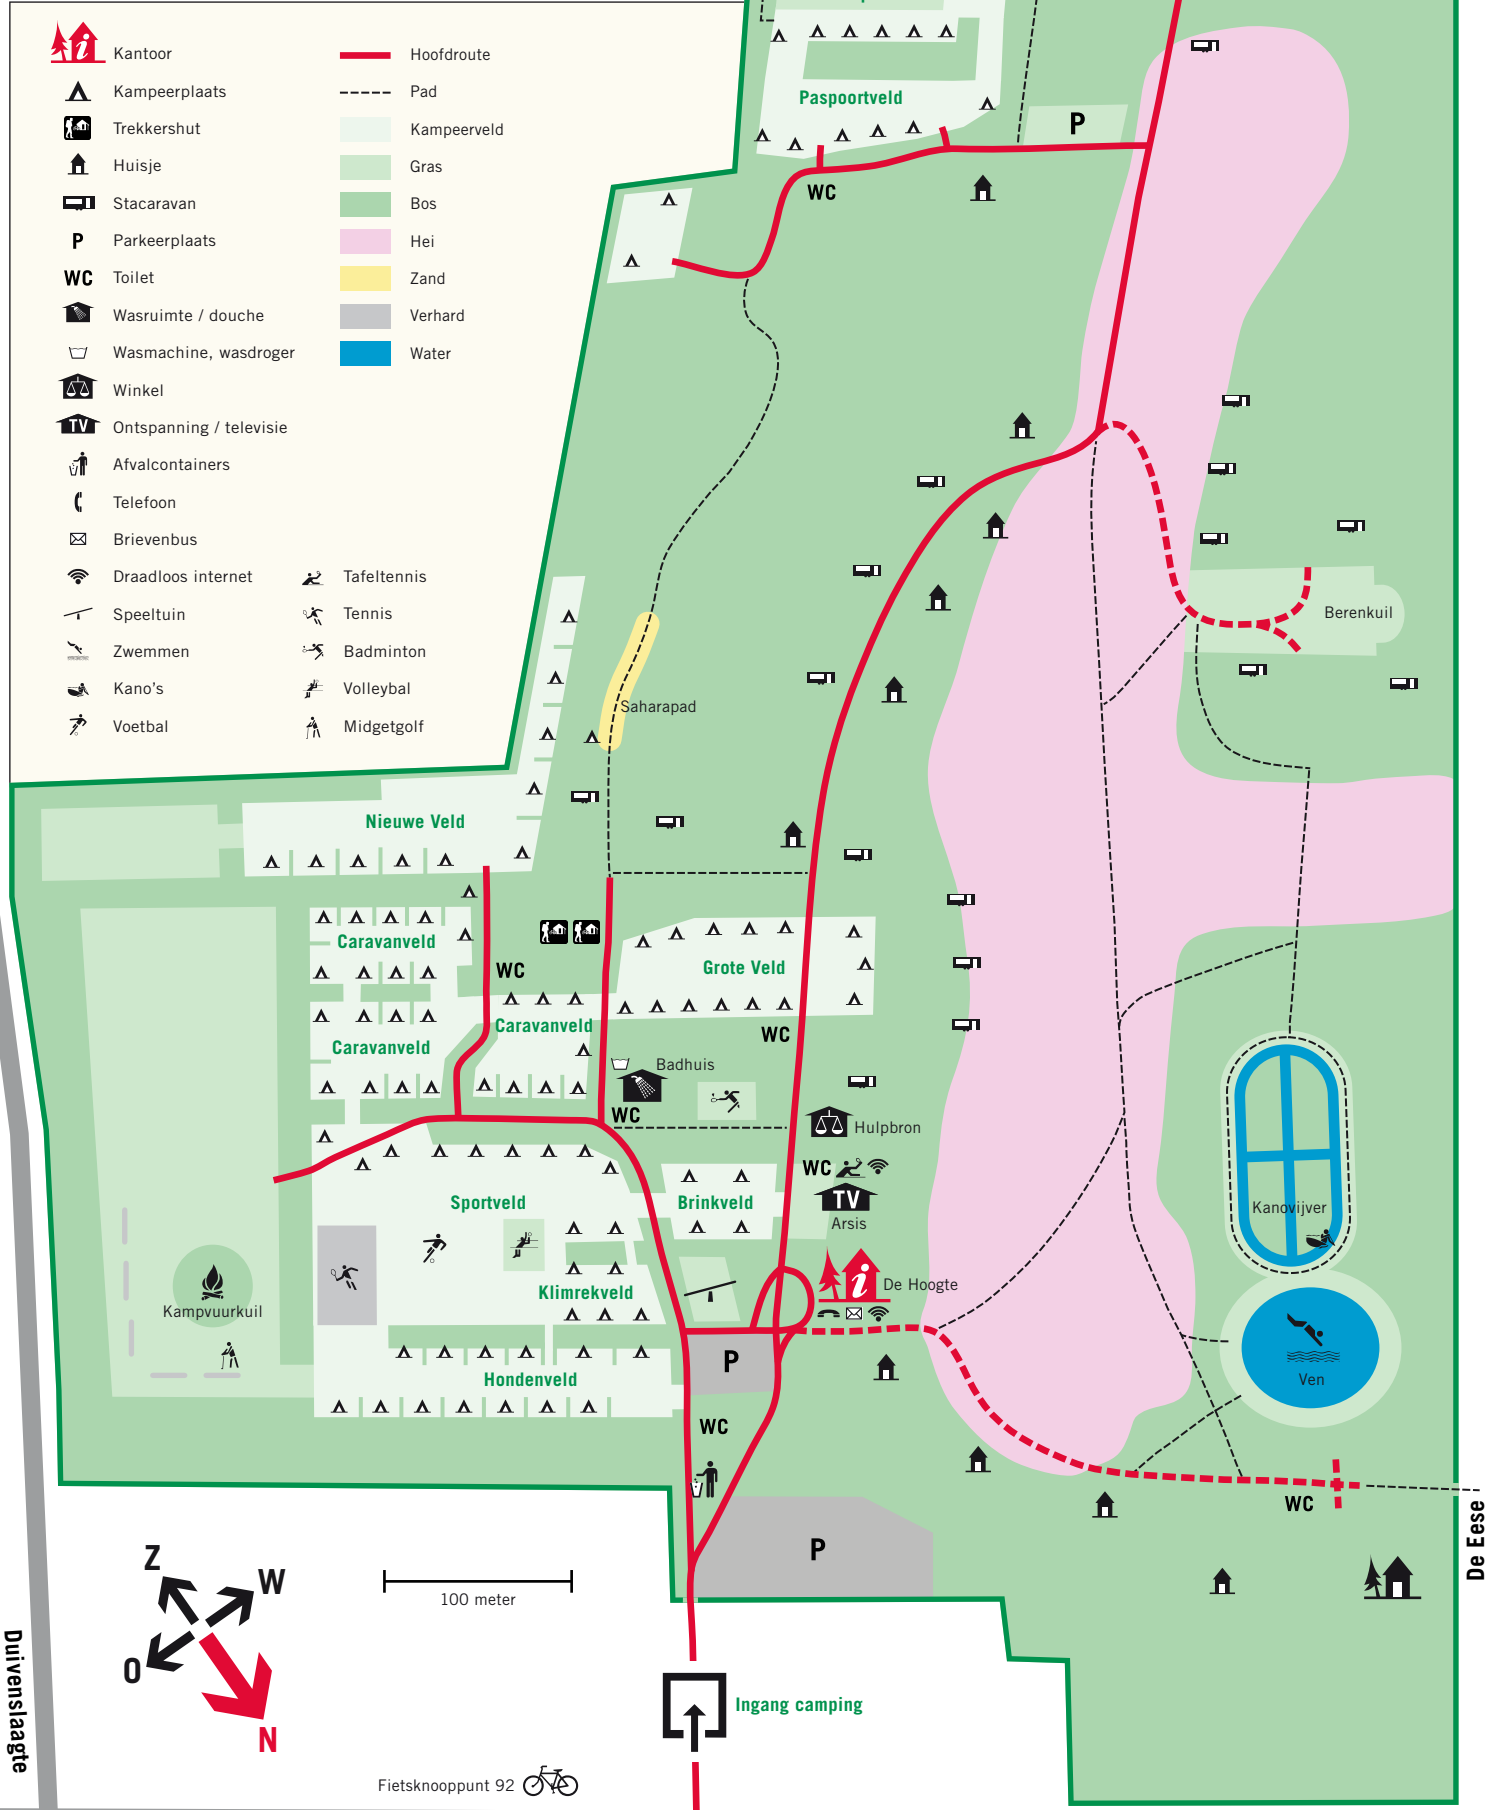 Kantoor
Kampeerplaats
Trekkershut
Huisje
Stacaravan
P Parkeerplaats
WC Toilet
Wasruimte / douche
Wasmachine, wasdroger
Winkel
TV Ontspanning / televisie
Afvalcontainers
Telefoon
Brievenbus
Draadloos internet
Speeltuin
Zwemmen
Kano's
Voetbal
Hoofdroute
Pad
Kampeerveld
Gras
Bos
Hei
Zand
Verhard
Water
Tafeltennis
Tennis
Badminton
Volleybal
Midgetgolf
Paspoortveld
P
WC
Berenkuil
Saharapad
Nieuwe Veld
Caravanveld
WC
Grote Veld
Caravanveld
WC
Caravanveld
Badhuis
WC
Hulpbron
WC
TV
Arsis
Sportveld
Brinkveld
Kanovijver
De Hoogte
Klimrekveld
Kampvuurkuil
P
Ven
Hondenveld
WC
WC
P
De Eese
Z
W
O
N
100 meter
Duivenslaagte
Ingang camping
Fietsknooppunt 92